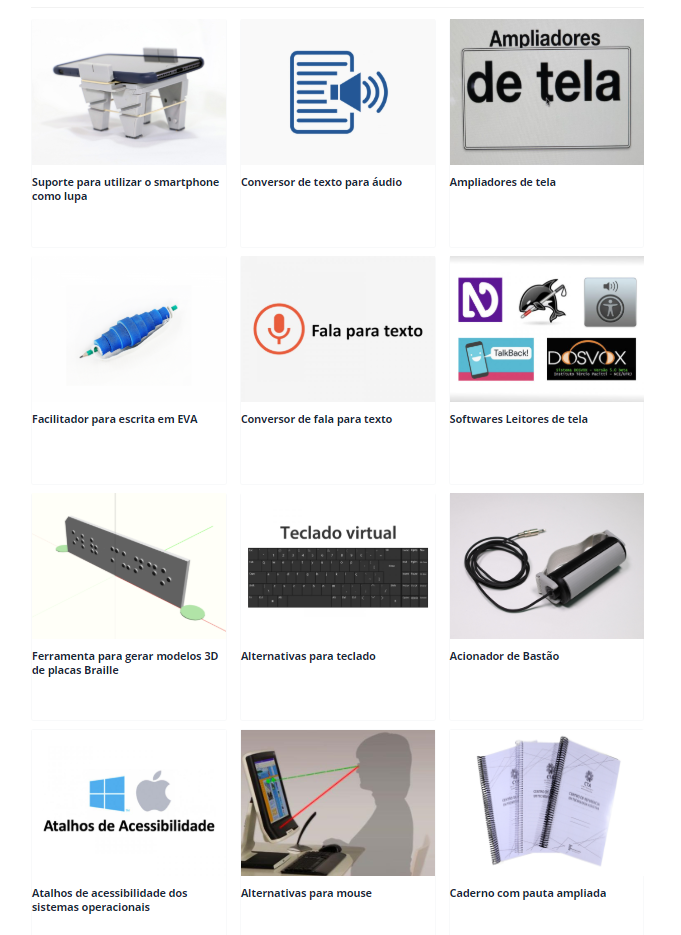 Ampliadores
de tela
Suporte para utilizar o smartphone
como lupa
Conversor de texto para áudio
Ampliadores de tela
Fala para texto
TalkBack!
DOSVOX
Facilitador para escrita em EVA
Conversor de fala para texto
Softwares Leitores de tela
Teclado virtual
Ferramenta para gerar modelos 3D
de placas Braille
Alternativas para teclado
Acionador de Bastão
Atalhos de Acessibilidade
CTA
Atalhos de acessibilidade dos
sistemas operacionais
Alternativas para mouse
Caderno com pauta ampliada